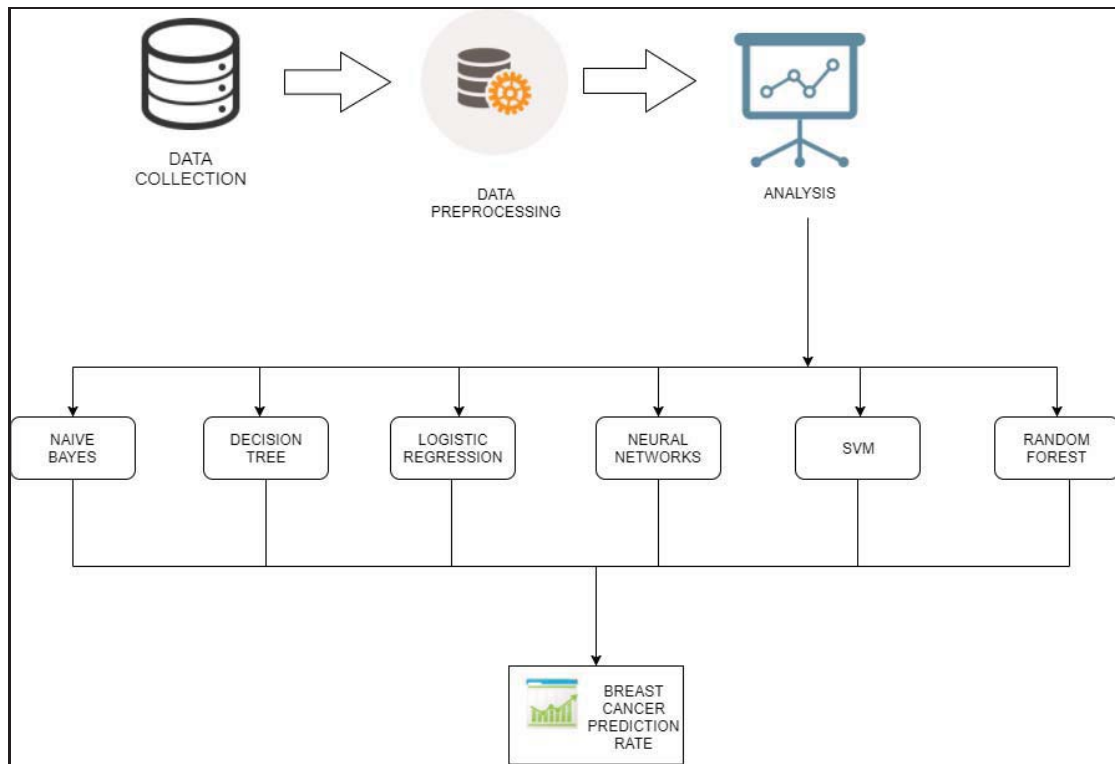 DATA
COLLECTION
DATA
PREPROCESSING
ANALYSIS
NAIVE
BAYES
DECISION
TREE
LOGISTIC
REGRESSION
NEURAL
NETWORKS
SVM
RANDOM
FOREST
BREAST
CANCER
PREDICTION
RATE